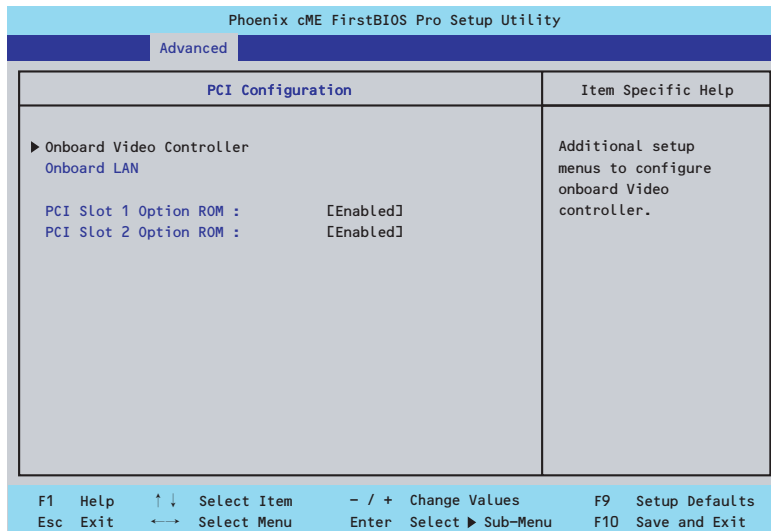 Phoenix cME FirstBIOS Pro Setup Utility
Advanced
PCI Configuration
Item Specific Help
▶ Onboard Video Controller
Onboard LAN
PCI Slot 1 Option ROM : [Enabled]
PCI Slot 2 Option ROM : [Enabled]
Additional setup
menus to configure
onboard Video
controller.
F1 Help ↑↓ Select Item - / + Change Values F9 Setup Defaults
Esc Exit ←→ Select Menu Enter Select ▶ Sub-Menu F10 Save and Exit